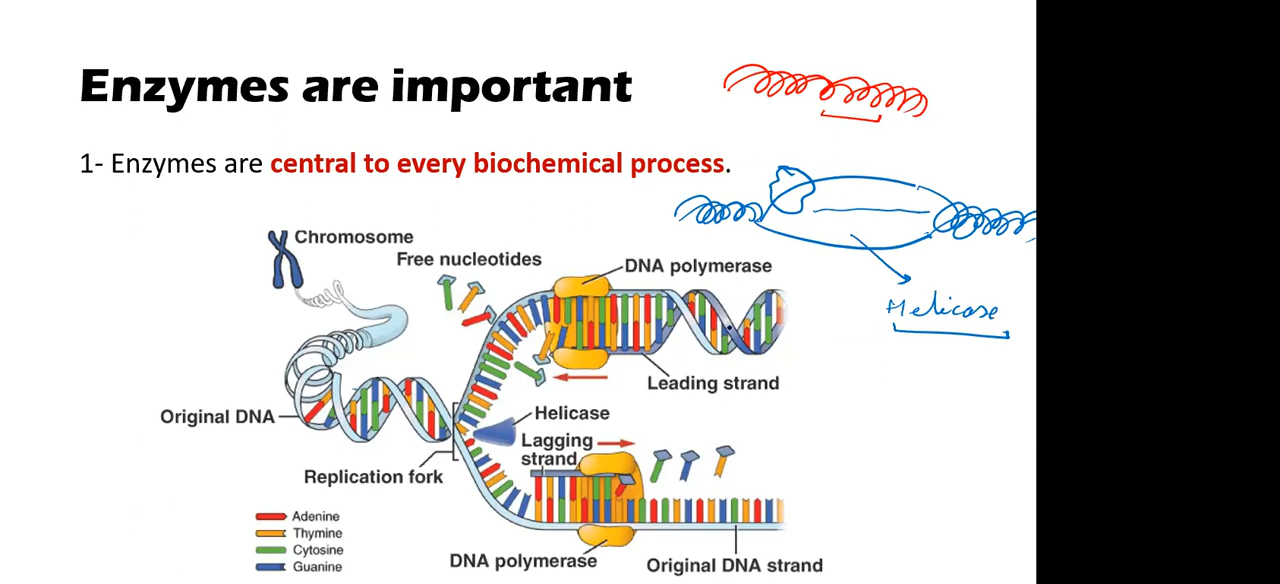 Enzymes are important
1- Enzymes are central to every biochemical process.
Chromosome
Free nucleotides
DNA polymerase
Helicase
Leading strand
Original DNA
Helicase
Lagging
strand
Replication fork
Adenine
Thymine
Cytosine
Guanine
DNA polymerase
Original DNA strand